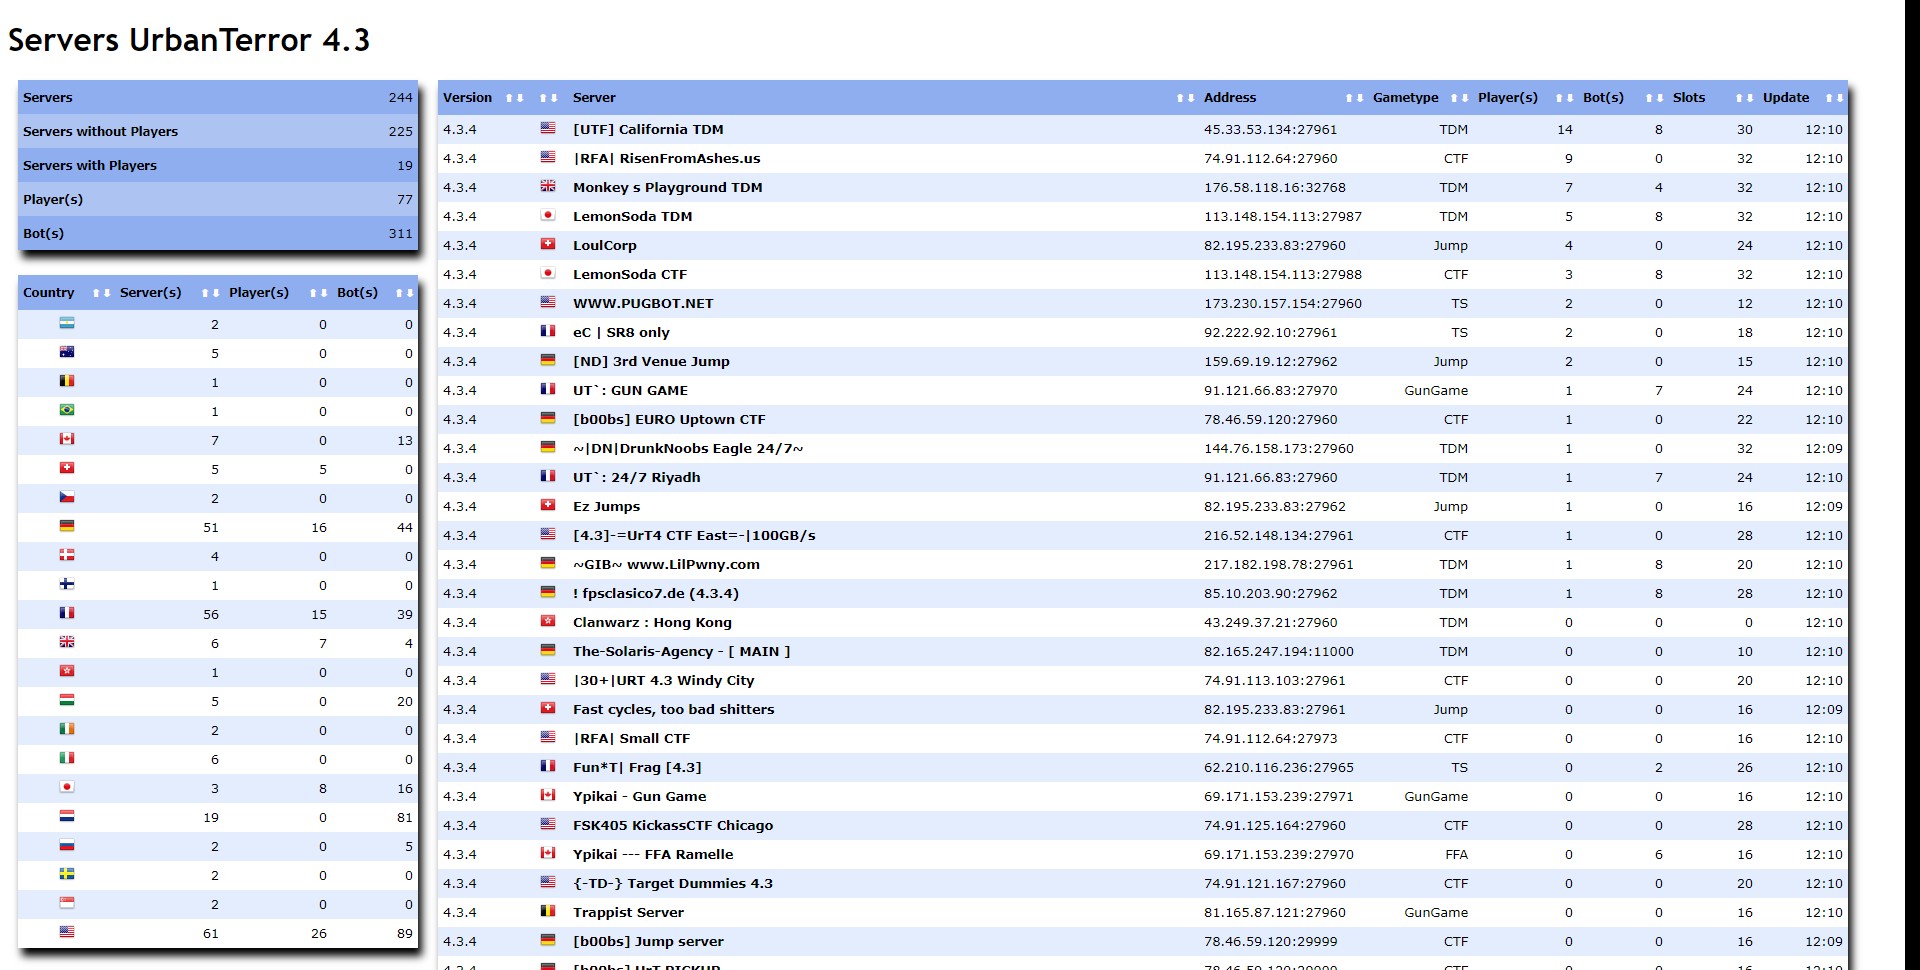 Servers UrbanTerror 4.3
Servers 244
Servers without Players 225
Servers with Players 19
Player(s) 77
Bot(s) 311
Country Server(s) Player(s) Bot(s)
2 0 0
5 0 0
1 0 0
1 0 0
7 0 13
5 5 0
2 0 0
51 16 44
4 0 0
1 0 0
56 15 39
6 7 4
1 0 0
5 0 20
2 0 0
6 0 0
3 8 16
19 0 81
2 0 5
2 0 0
2 0 0
61 26 89
Version Server Address Gametype Player(s) Bot(s) Slots Update
4.3.4 [UTF] California TDM 45.33.53.134:27961 TDM 14 8 30 12:10
4.3.4 |RFA| RisenFromAshes.us 74.91.112.64:27960 CTF 9 0 32 12:10
4.3.4 Monkey s Playground TDM 176.58.118.16:32768 TDM 7 4 32 12:10
4.3.4 LemonSoda TDM 113.148.154.113:27987 TDM 5 8 32 12:10
4.3.4 LoulCorp 82.195.233.83:27960 Jump 4 0 24 12:10
4.3.4 LemonSoda CTF 113.148.154.113:27988 CTF 3 8 32 12:10
4.3.4 WWW.PUGBOT.NET 173.230.157.154:27960 TS 2 0 12 12:10
4.3.4 eC | SR8 only 92.222.92.10:27961 TS 2 0 18 12:10
4.3.4 [ND] 3rd Venue Jump 159.69.19.12:27962 Jump 2 0 15 12:10
4.3.4 UT`: GUN GAME 91.121.66.83:27970 GunGame 1 7 24 12:10
4.3.4 [b00bs] EURO Uptown CTF 78.46.59.120:27960 CTF 1 0 22 12:10
4.3.4 ~|DN|DrunkNoobs Eagle 24/7~ 144.76.158.173:27960 TDM 1 0 32 12:09
4.3.4 UT`: 24/7 Riyadh 91.121.66.83:27960 TDM 1 7 24 12:10
4.3.4 Ez Jumps 82.195.233.83:27962 Jump 1 0 16 12:09
4.3.4 [4.3]-=UrT4 CTF East=-|100GB/s 216.52.148.134:27961 CTF 1 0 28 12:10
4.3.4 ~GIB~ www.LilPwny.com 217.182.198.78:27961 TDM 1 8 20 12:10
4.3.4 ! fpsclasico7.de (4.3.4) 85.10.203.90:27962 TDM 1 8 28 12:10
4.3.4 Clanwarz : Hong Kong 43.249.37.21:27960 TDM 0 0 0 12:10
4.3.4 The-Solaris-Agency - [ MAIN ] 82.165.247.194:11000 TDM 0 0 10 12:10
4.3.4 |30+|URT 4.3 Windy City 74.91.113.103:27961 CTF 0 0 20 12:10
4.3.4 Fast cycles, too bad shitters 82.195.233.83:27961 Jump 0 0 16 12:09
4.3.4 |RFA| Small CTF 74.91.112.64:27973 CTF 0 0 16 12:10
4.3.4 Fun*T| Frag [4.3] 62.210.116.236:27965 TS 0 2 26 12:10
4.3.4 Ypikai - Gun Game 69.171.153.239:27971 GunGame 0 0 16 12:10
4.3.4 FSK405 KickassCTF Chicago 74.91.125.164:27960 CTF 0 0 28 12:10
4.3.4 Ypikai --- FFA Ramelle 69.171.153.239:27970 FFA 0 6 16 12:10
4.3.4 {-TD-} Target Dummies 4.3 74.91.121.167:27960 CTF 0 0 20 12:10
4.3.4 Trappist Server 81.165.87.121:27960 GunGame 0 0 16 12:10
4.3.4 [b00bs] Jump server 78.46.59.120:29999 CTF 0 0 16 12:09